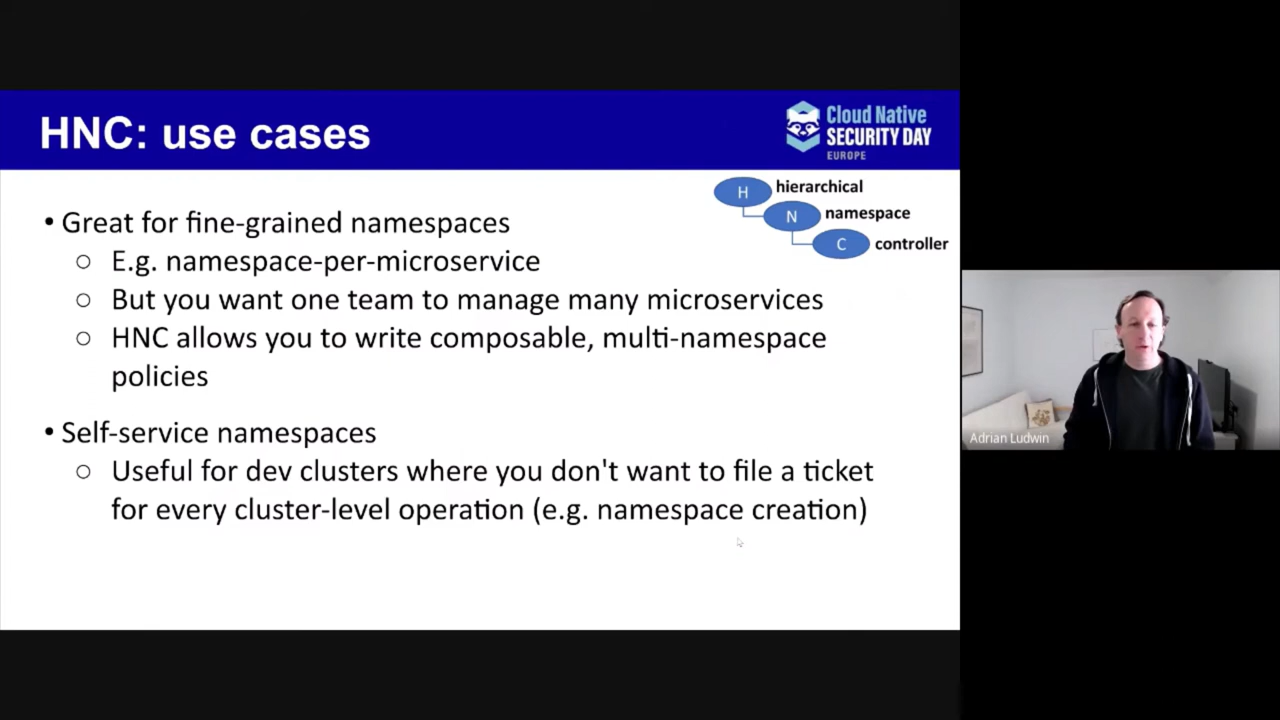 HNC: use cases
Cloud Native
SECURITY DAY
EUROPE
H hierarchical
N namespace
C controller
• Great for fine-grained namespaces
○ E.g. namespace-per-microservice
○ But you want one team to manage many microservices
○ HNC allows you to write composable, multi-namespace
policies
• Self-service namespaces
○ Useful for dev clusters where you don't want to file a ticket
for every cluster-level operation (e.g. namespace creation)
Adrian Ludwin